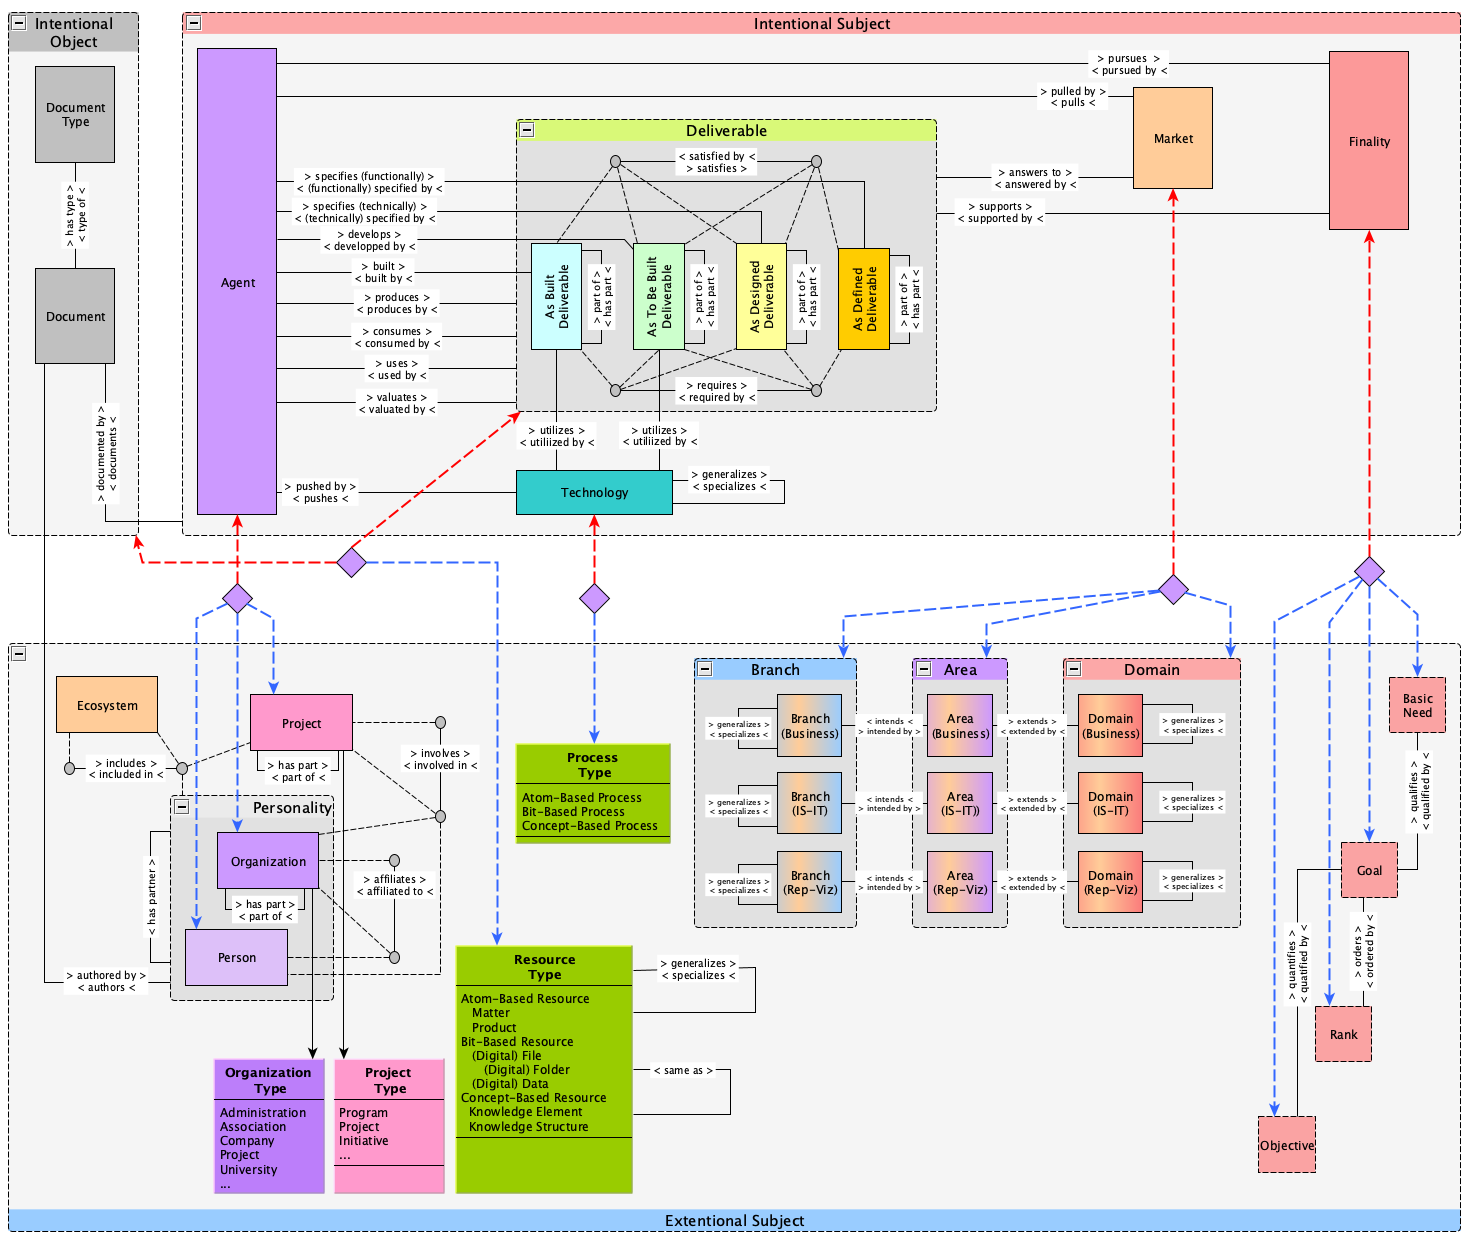 Intentional
Object
Document
Type
> has type >
< type of <
Document
> documented by >
< documents <
Intentional Subject
Agent
> pursues  >
< pursued by <
> pulled by >
< pulls <
Market
Finality
Deliverable
< satisfied by <
> satisfies >
> specifies (functionally) >
< (functionally) specified by <
> specifies (technically) >
< (technically) specified by <
> develops >
< developped by <
> built >
< built by <
> produces >
< produces by <
> consumes >
< consumed by <
> uses >
< used by <
> valuates >
< valuated by <
> answers to >
< answered by <
> supports >
< supported by <
As Built
Deliverable
> part of >
< has part <
As To Be Built
Deliverable
> part of >
< has part <
As Designed
Deliverable
> part of >
< has part <
As Defined
Deliverable
> part of >
< has part <
> requires >
< required by <
> utilizes >
< utiliized by <
> utilizes >
< utiliized by <
> pushed by >
< pushes <
Technology
> generalizes >
< specializes <
Ecosystem
> includes >
< included in <
Project
> has part >
< part of <
> involves >
< involved in <
Personality
Organization
> has part >
< part of <
> affiliates >
< affiliated to <
< has partner >
Person
> authored by >
< authors <
Organization
Type
Administration
Association
Company
Project
University
...
Project
Type
Program
Project
Initiative
...
Process
Type
Atom-Based Process
Bit-Based Process
Concept-Based Process
Resource
Type
Atom-Based Resource
Matter
Product
Bit-Based Resource
(Digital) File
(Digital) Folder
(Digital) Data
Concept-Based Resource
Knowledge Element
Knowledge Structure
> generalizes >
< specializes <
< same as >
Branch
Branch
(Business)
> generalizes >
< specializes <
Branch
(IS-IT)
> generalizes >
< specializes <
Branch
(Rep-Viz)
> generalizes >
< specializes <
< intends <
> intended by >
< intends <
> intended by >
< intends <
> intended by >
Area
Area
(Business)
Area
(IS-IT))
Area
(Rep-Viz)
> extends >
< extended by <
> extends >
< extended by <
> extends >
< extended by <
Domain
Domain
(Business)
> generalizes >
< specializes <
Domain
(IS-IT)
> generalizes >
< specializes <
Domain
(Rep-Viz)
> generalizes >
< specializes <
Basic
Need
> qualifies >
< qualified by <
Goal
> quantifies >
< quatified by <
> orders >
< ordered by <
Rank
Objective
Extentional Subject